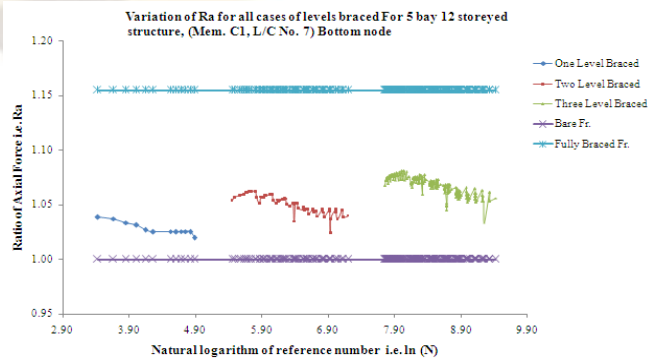 Variation of Ra for all cases of levels braced For 5 bay 12 storeyed
structure, (Mem. C1, L/C No. 7) Bottom node
1.20
1.15
1.10
1.05
1.00
0.95
Ratio of Axial Force i.e. Ra
2.90 3.90 4.90 5.90 6.90 7.90 8.90 9.90
Natural logarithm of reference number i.e. ln (N)
One Level Braced
Two Level Braced
Three Level Braced
Bare Fr.
Fully Braced Fr.